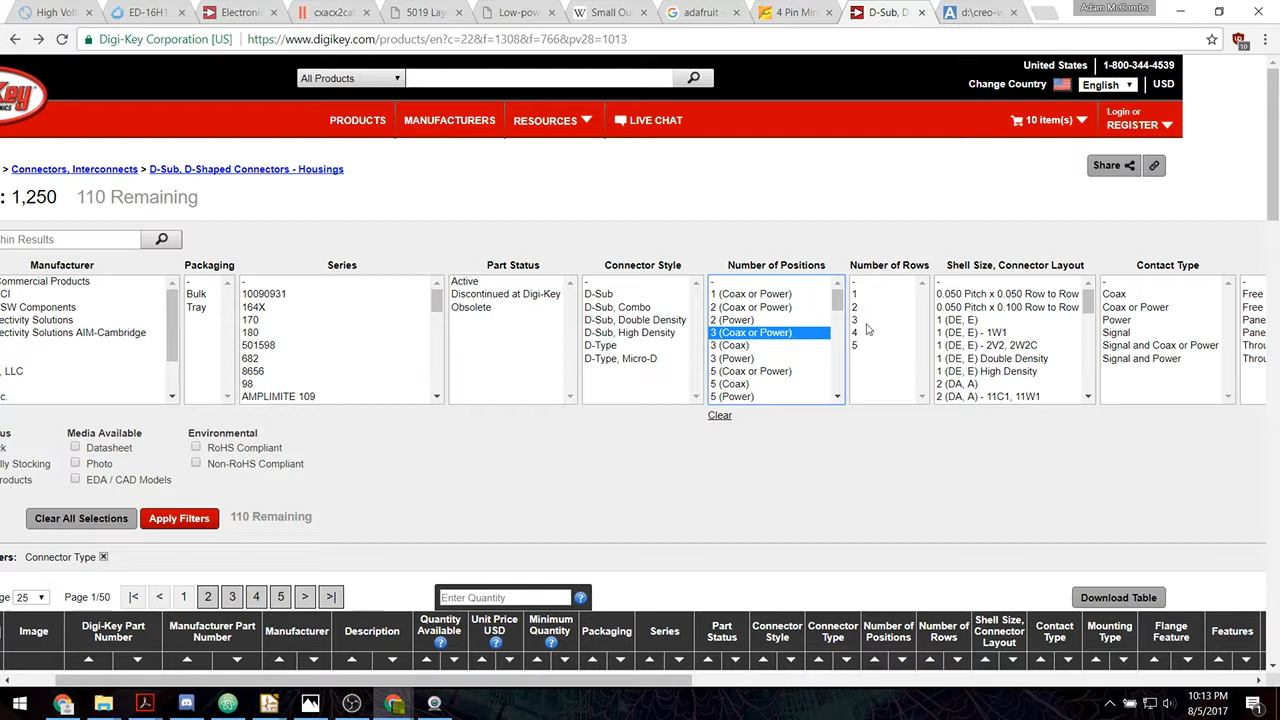 High Volt
ED-16H1
Electronic
cxacx2cat
5019 Lay
Low-pow
Small Ou
adafruit -
4 Pin Mir
D-Sub, D
d:\creo-w
Adam McCombs
Digi-Key Corporation [US]
https://www.digikey.com/products/en?c=22&f=1308&f=766&pv28=1013
United States 1-800-344-4539
All Products
Change Country English USD
Key
PRODUCTS MANUFACTURERS RESOURCES LIVE CHAT
10 item(s)
Login or
REGISTER
> Connectors, Interconnects > D-Sub, D-Shaped Connectors - Housings
Share
: 1,250 110 Remaining
hin Results
Manufacturer
Commercial Products
CI
SW Components
ectivity Solutions
ectivity Solutions AIM-Cambridge
, LLC
c.
Packaging
-
Bulk
Tray
Series
-
10090931
164X
170
180
501598
682
8656
98
AMPLIMITE 109
Part Status
Active
Discontinued at Digi-Key
Obsolete
Connector Style
-
D-Sub
D-Sub, Combo
D-Sub, Double Density
D-Sub, High Density
D-Type
D-Type, Micro-D
Number of Positions
-
1 (Coax or Power)
2 (Coax or Power)
2 (Power)
3 (Coax or Power)
3 (Coax)
3 (Power)
5 (Coax or Power)
5 (Coax)
5 (Power)
Clear
Number of Rows
-
1
2
3
4
5
Shell Size, Connector Layout
-
0.050 Pitch x 0.050 Row to Row
0.050 Pitch x 0.100 Row to Row
1 (DE, E)
1 (DE, E) - 1W1
1 (DE, E) - 2V2, 2W2C
1 (DE, E) Double Density
1 (DE, E) High Density
2 (DA, A)
2 (DA, A) - 11C1, 11W1
Contact Type
-
Coax
Coax or Power
Power
Signal
Signal and Coax or Power
Signal and Power
-
Free
Free
Pane
Pane
Thro
Throu
us
k
lly Stocking
roducts
Media Available
Datasheet
Photo
EDA / CAD Models
Environmental
RoHS Compliant
Non-RoHS Compliant
Clear All Selections Apply Filters 110 Remaining
ers: Connector Type
ge 25 Page 1/50 |< < 1 2 3 4 5 > >| Enter Quantity Download Table
Image
Digi-Key Part Number
Manufacturer Part Number
Manufacturer
Description
Quantity Available
Unit Price USD
Minimum Quantity
Packaging
Series
Part Status
Connector Style
Connector Type
Number of Positions
Number of Rows
Shell Size, Connector Layout
Contact Type
Mounting Type
Flange Feature
Features
10:13 PM
8/5/2017